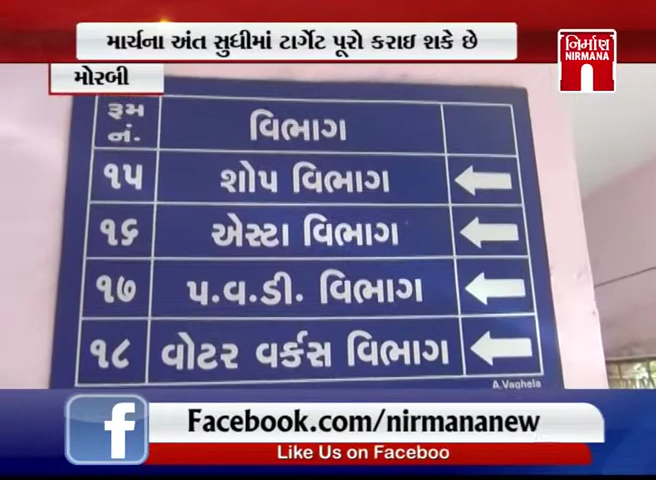 માર્ચના અંત સુધીમાં ટાર્ગેટ પૂરો કરાઇ શકે છે
નિર્માણ
NIRMANA
મોરબી
રૂમ નં. વિભાગ
૧૫ શોપ વિભાગ
૧૬ એસ્ટા વિભાગ
૧૭ પ.વ.ડી. વિભાગ
૧૮ વોટર વર્કસ વિભાગ
A.Vaghela
Facebook.com/nirmananew
Like Us on Faceboo